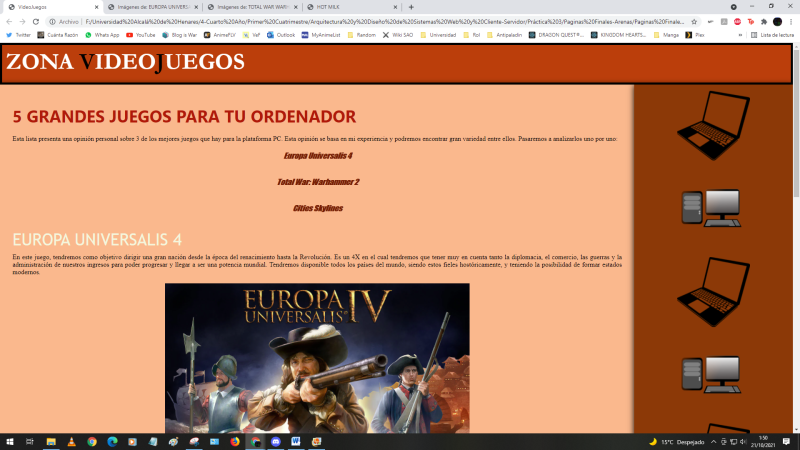 VideoJuegos
Imágenes de: EUROPA UNIVERS
Imágenes de: TOTAL WAR WARH
HOT MILK
Archivo | F:/Universidad%20Alcalá%20de%20Henares/4-Cuarto%20Año/Primer%20Cuatrimestre/Arquitectura%20y%20Diseño%20de%20Sistemas%20Web%20y%20Cliente-Servidor/Práctica%203/Paginas%20Finales-Arenas/Paginas%20Finale...
Twitter
Cuánta Razón
Whats App
YouTube
Blog is War
AnimeFLV
VeF
Outlook
MyAnimeList
Random
Wiki SAO
Universidad
Rol
Antipaladin
DRAGON QUEST®...
KINGDOM HEARTS...
Manga
Plex
»
Lista de lectura
ZONA VIDEOJUEGOS
5 GRANDES JUEGOS PARA TU ORDENADOR
Esta lista presenta una opinión personal sobre 3 de los mejores juegos que hay para la plataforma PC. Esta opinión se basa en mi experiencia y podremos encontrar gran variedad entre ellos. Pasaremos a analizarlos uno por uno:
Europa Universalis 4
Total War: Warhammer 2
Cities Skylines
EUROPA UNIVERSALIS 4
En este juego, tendremos como objetivo dirigir una gran nación desde la época del renacimiento hasta la Revolución. Es un 4X en el cual tendremos que tener muy en cuenta tanto la diplomacia, el comercio, las guerras y la
administración de nuestros ingresos para poder progresar y llegar a ser una potencia mundial. Tendremos disponible todos los países del mundo, siendo estos fieles históricamente, y teniendo la posibilidad de formar estados
modernos.
EUROPA
UNIVERSALIS IV
15°C Despejado
1:50
21/10/2021